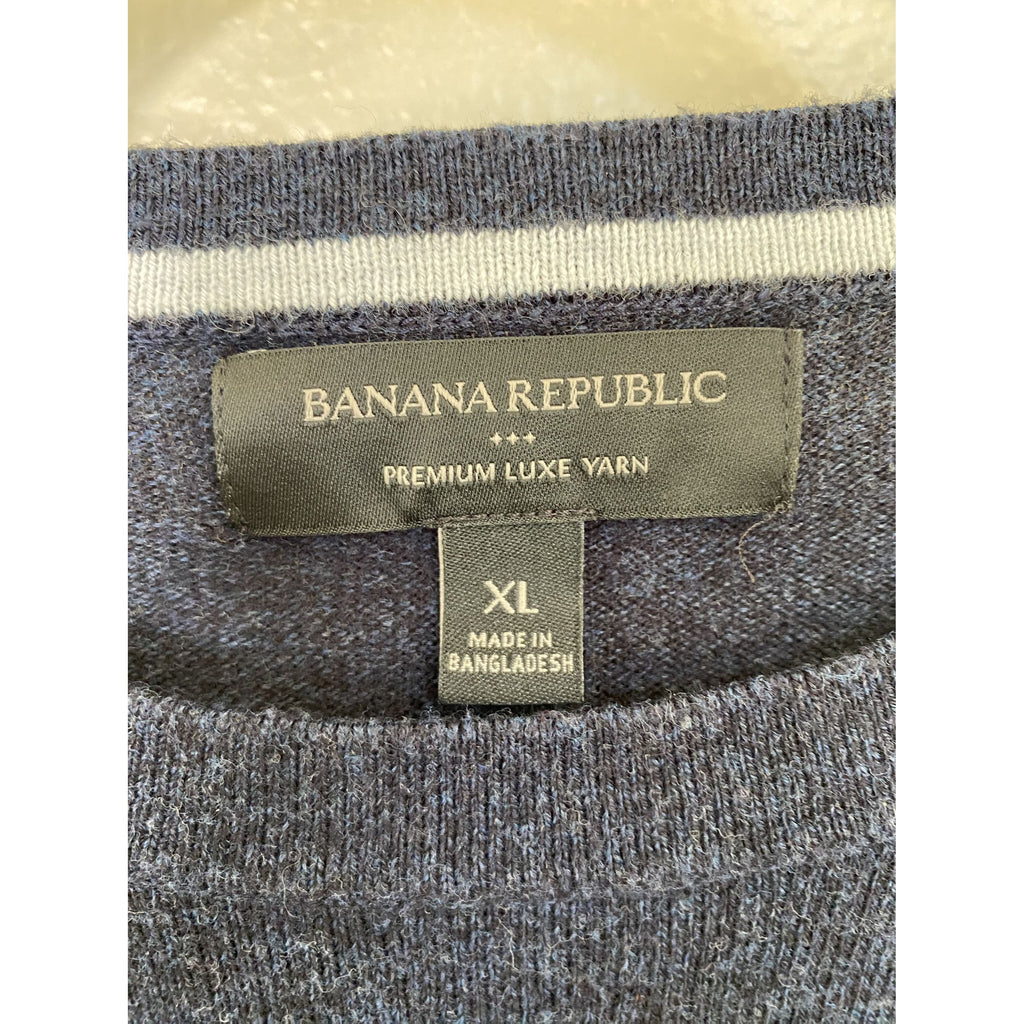 BANANA REPUBLIC
+++
PREMIUM LUXE YARN
XL
MADE IN
BANGLADESH